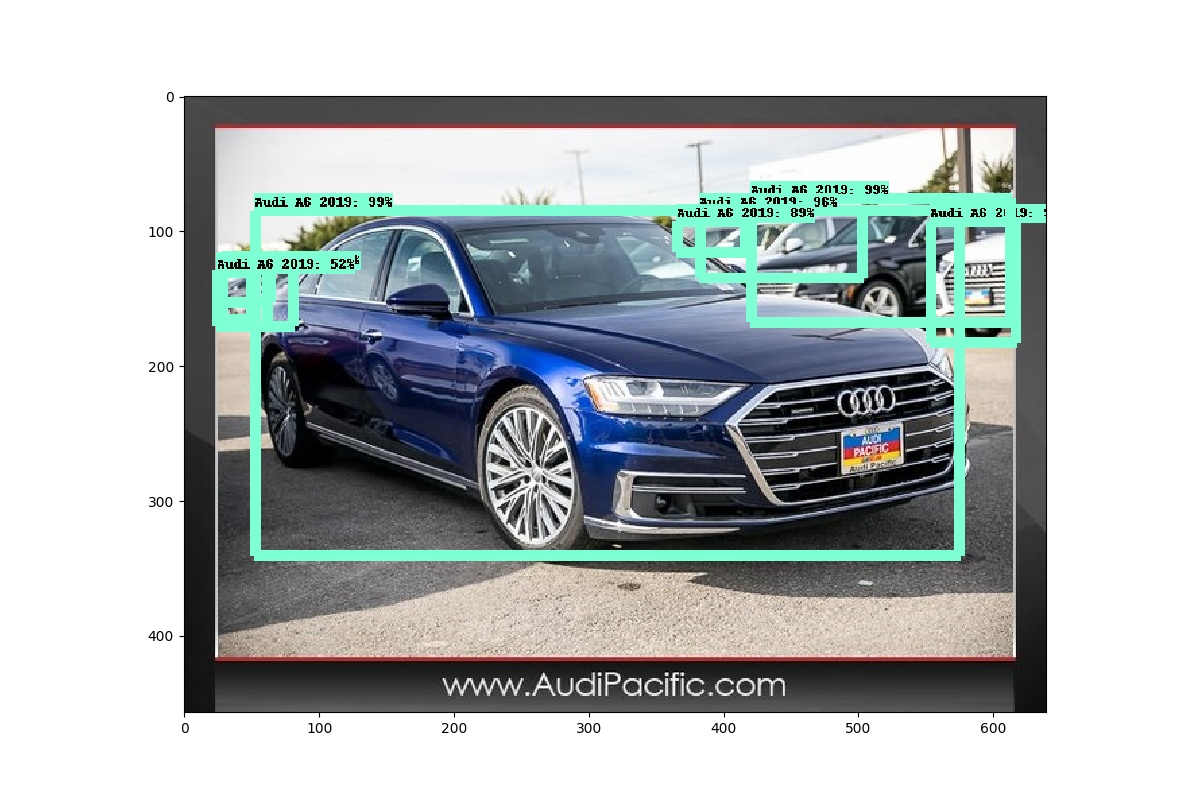 0
100
200
300
400
Audi A6 2019: 99%
Audi A6 2019: 96%
Audi A6 2019: 99%
Audi A6 2019: 89%
Audi A6 2019:
Audi A6 2019: 52%
AUDI
PACIFIC
Audi Pacific
www.AudiPacific.com
0 100 200 300 400 500 600